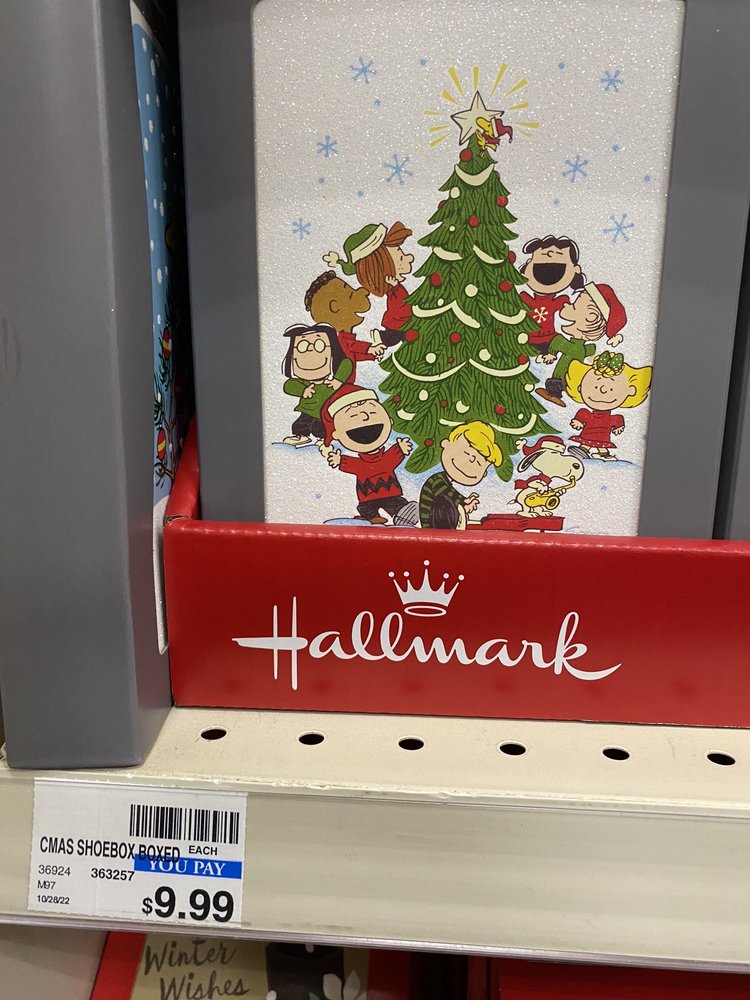 Hallmark
CMAS SHOEBOX BOXED EACH
YOU PAY
36924 363257
M97
10/28/22
$9.99
Winter
Wishes